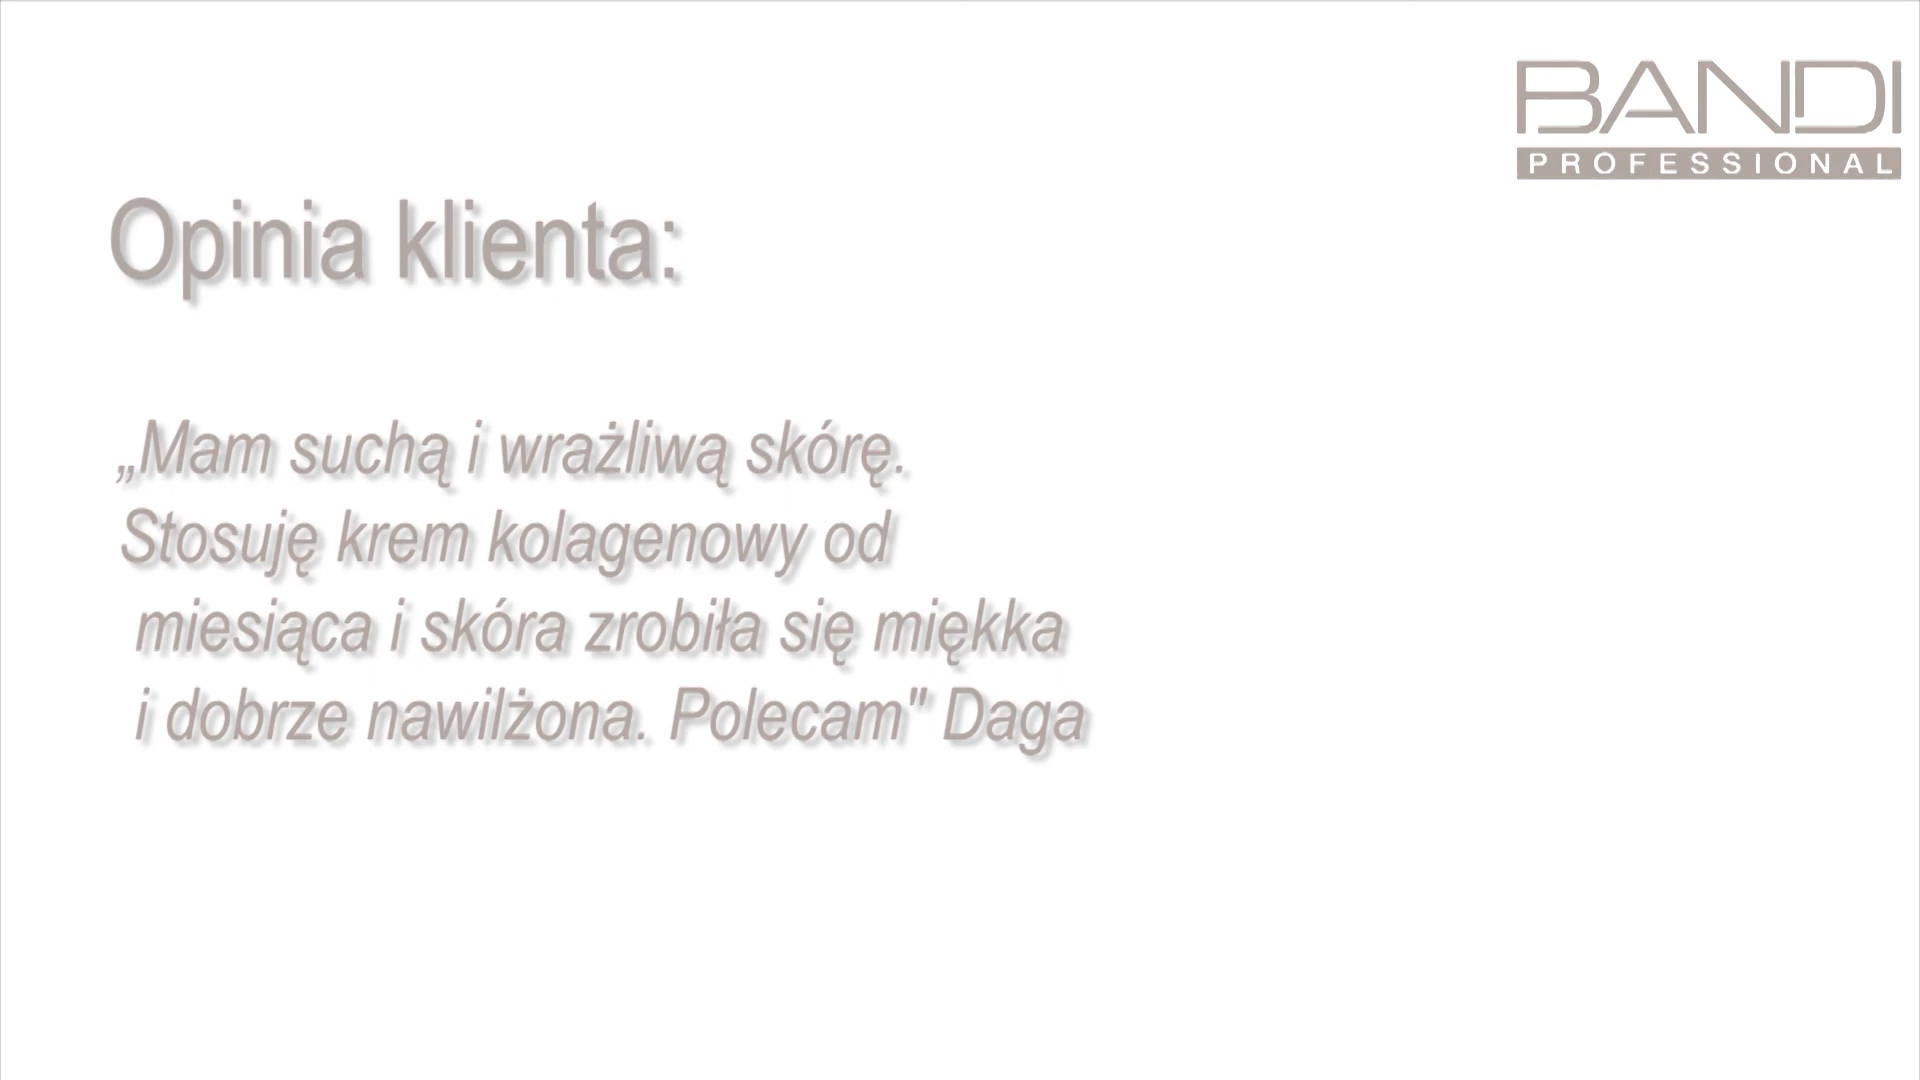 BANDI
PROFESSIONAL
Opinia klienta:
„Mam suchą i wrażliwą skórę.
Stosuję krem kolagenowy od
miesiąca i skóra zrobiła się miękka
i dobrze nawilżona. Polecam" Daga